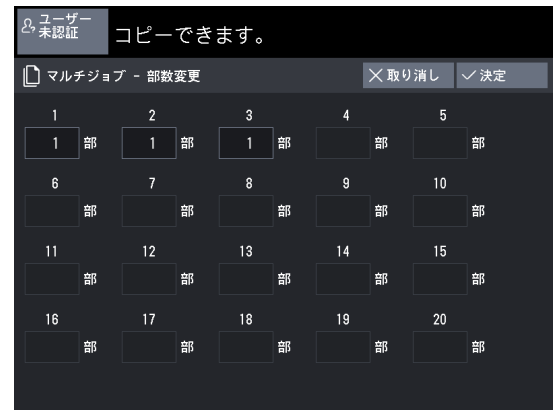 ユーザー
未認証
コピーできます。
マルチジョブ - 部数変更
取り消し
決定
1 2 3 4 5
1 部 1 部 1 部 部 部
6 7 8 9 10
部 部 部 部 部
11 12 13 14 15
部 部 部 部 部
16 17 18 19 20
部 部 部 部 部